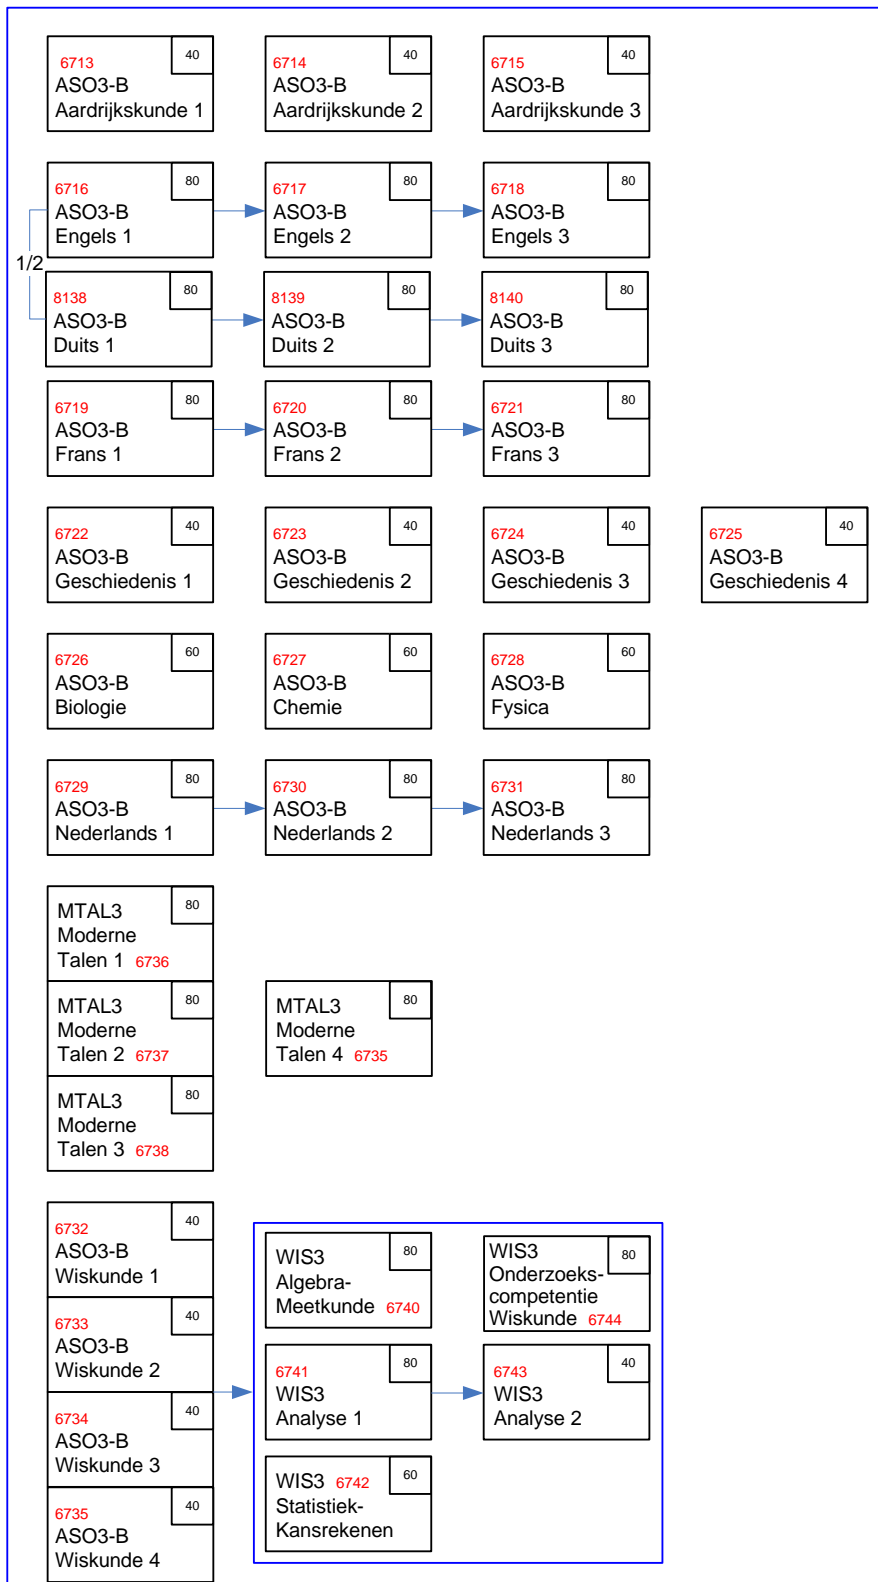 6713 40
ASO3-B
Aardrijkskunde 1
6714 40
ASO3-B
Aardrijkskunde 2
6715 40
ASO3-B
Aardrijkskunde 3
6716 80
ASO3-B
Engels 1
6717 80
ASO3-B
Engels 2
6718 80
ASO3-B
Engels 3
1/2
8138 80
ASO3-B
Duits 1
8139 80
ASO3-B
Duits 2
8140 80
ASO3-B
Duits 3
6719 80
ASO3-B
Frans 1
6720 80
ASO3-B
Frans 2
6721 80
ASO3-B
Frans 3
6722 40
ASO3-B
Geschiedenis 1
6723 40
ASO3-B
Geschiedenis 2
6724 40
ASO3-B
Geschiedenis 3
6725 40
ASO3-B
Geschiedenis 4
6726 60
ASO3-B
Biologie
6727 60
ASO3-B
Chemie
6728 60
ASO3-B
Fysica
6729 80
ASO3-B
Nederlands 1
6730 80
ASO3-B
Nederlands 2
6731 80
ASO3-B
Nederlands 3
MTAL3 80
Moderne
Talen 1 6736
MTAL3 80
Moderne
Talen 2 6737
MTAL3 80
Moderne
Talen 4 6735
MTAL3 80
Moderne
Talen 3 6738
6732 40
ASO3-B
Wiskunde 1
6733 40
ASO3-B
Wiskunde 2
6734 40
ASO3-B
Wiskunde 3
6735 40
ASO3-B
Wiskunde 4
WIS3 80
Algebra-
Meetkunde 6740
WIS3 80
Onderzoeks-
competentie
Wiskunde 6744
6741 80
WIS3
Analyse 1
6743 40
WIS3
Analyse 2
WIS3 6742 60
Statistiek-
Kansrekenen